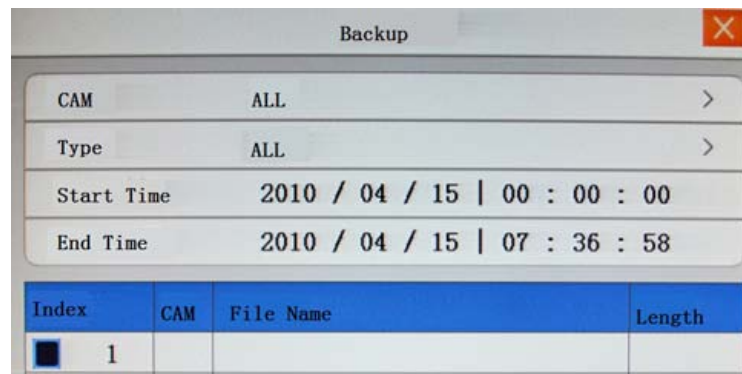 Backup
CAM ALL
Type ALL
Start Time 2010 / 04 / 15 | 00 : 00 : 00
End Time 2010 / 04 / 15 | 07 : 36 : 58
Index CAM File Name Length
1